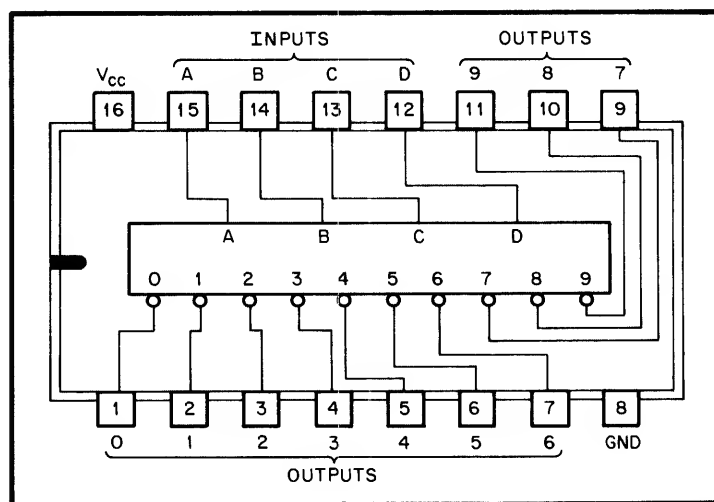 INPUTS OUTPUTS
V_CC A B C D 9 8 7
16 15 14 13 12 11 10 9
A B C D
0 1 2 3 4 5 6 7 8 9
1 2 3 4 5 6 7 8
0 1 2 3 4 5 6 GND
OUTPUTS